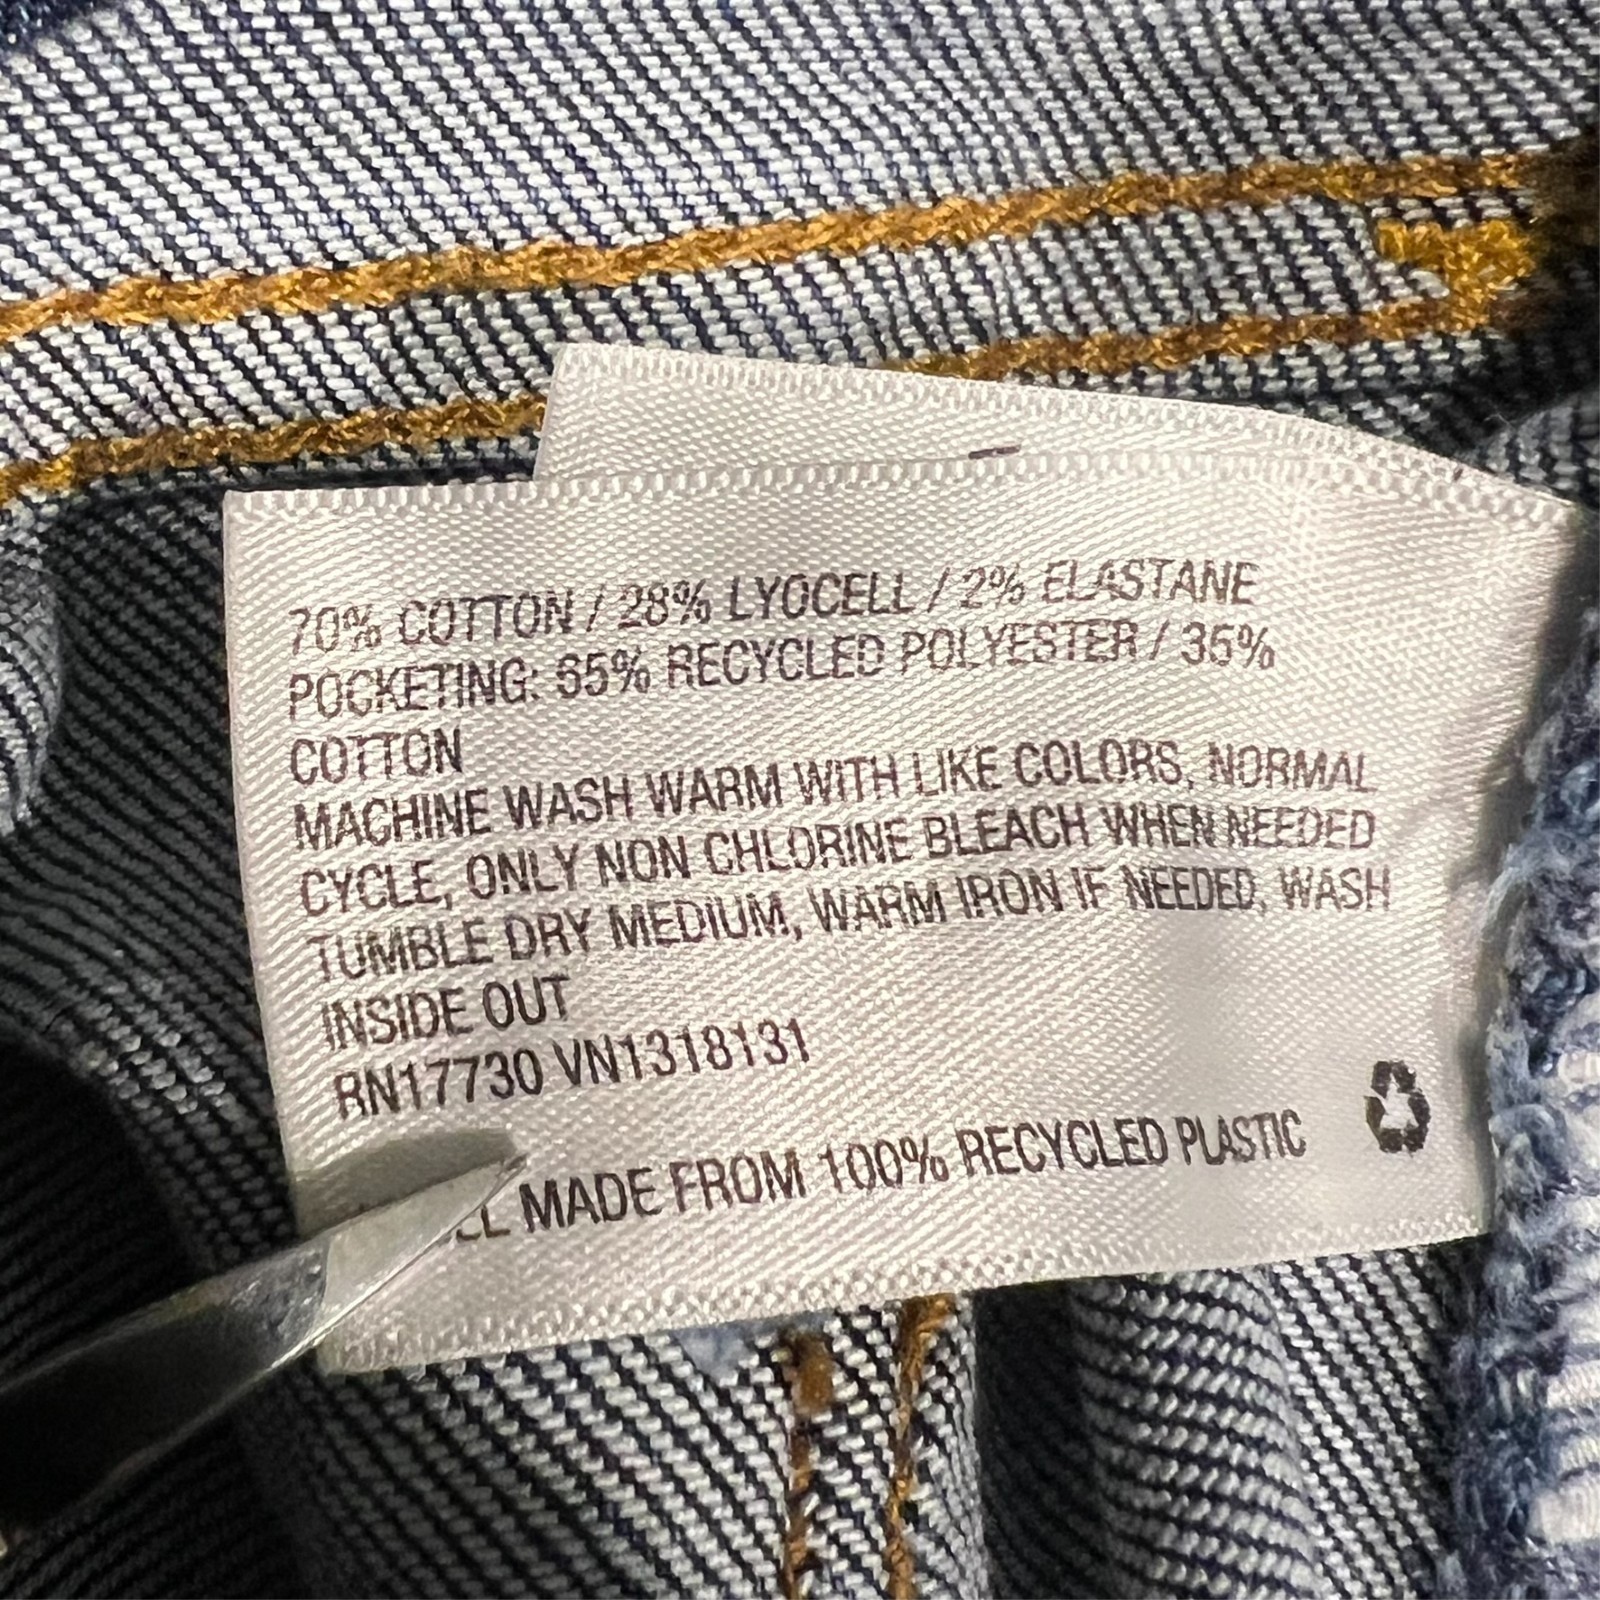 70% COTTON / 28% LYOCELL / 2% ELASTANE
POCKETING: 65% RECYCLED POLYESTER / 35%
COTTON
MACHINE WASH WARM WITH LIKE COLORS, NORMAL
CYCLE, ONLY NON CHLORINE BLEACH WHEN NEEDED
TUMBLE DRY MEDIUM, WARM IRON IF NEEDED, WASH
INSIDE OUT
RN17730 VN1318131
MADE FROM 100% RECYCLED PLASTIC